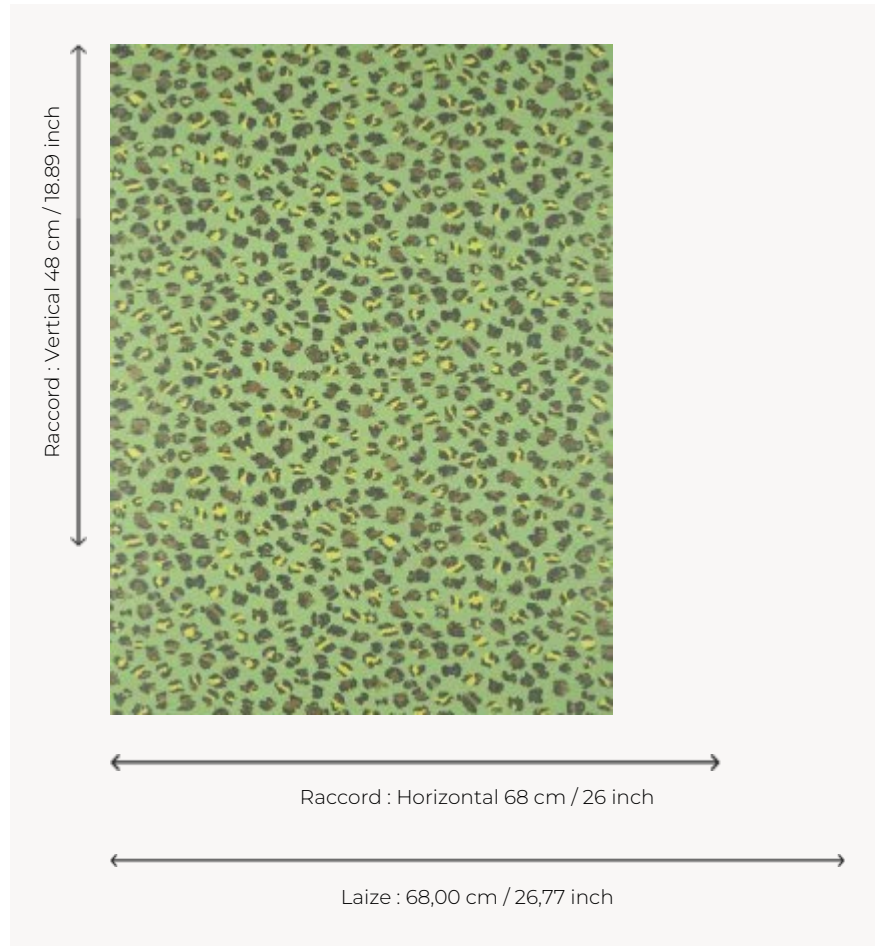 Raccord : Vertical 48 cm / 18.89 inch
Raccord : Horizontal 68 cm / 26 inch
Laize : 68,00 cm / 26,77 inch